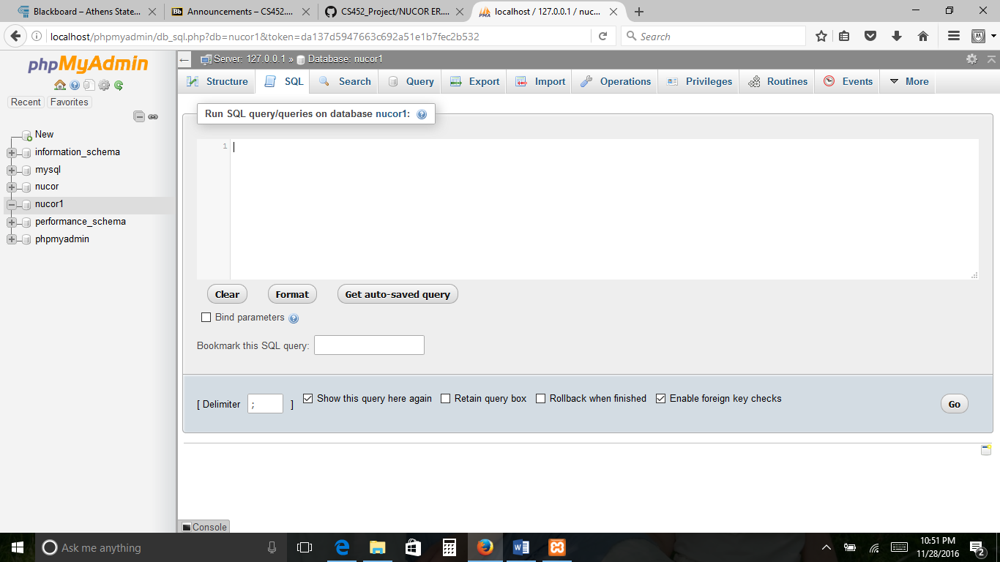 Blackboard – Athens State... Announcements – CS452.... CS452_Project/NUCOR ER.... localhost / 127.0.0.1 / nuc...
localhost/phpmyadmin/db_sql.php?db=nucor1&token=da137d5947663c692a51e1b7fec2b532 Search
phpMyAdmin
Recent Favorites
New
information_schema
mysql
nucor
nucor1
performance_schema
phpmyadmin
Server: 127.0.0.1 » Database: nucor1
Structure SQL Search Query Export Import Operations Privileges Routines Events More
Run SQL query/queries on database nucor1:
1
Clear Format Get auto-saved query
Bind parameters
Bookmark this SQL query:
[ Delimiter ; ] Show this query here again Retain query box Rollback when finished Enable foreign key checks Go
Console
Ask me anything
10:51 PM
11/28/2016
2